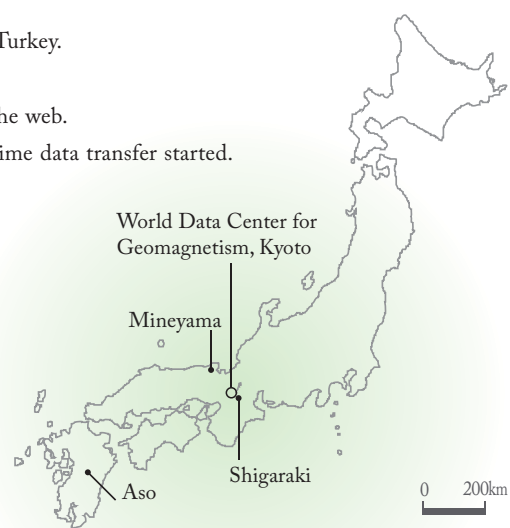 Turkey.
he web.
ime data transfer started.
World Data Center for
Geomagnetism, Kyoto
Mineyama
Shigaraki
Aso
0 200km